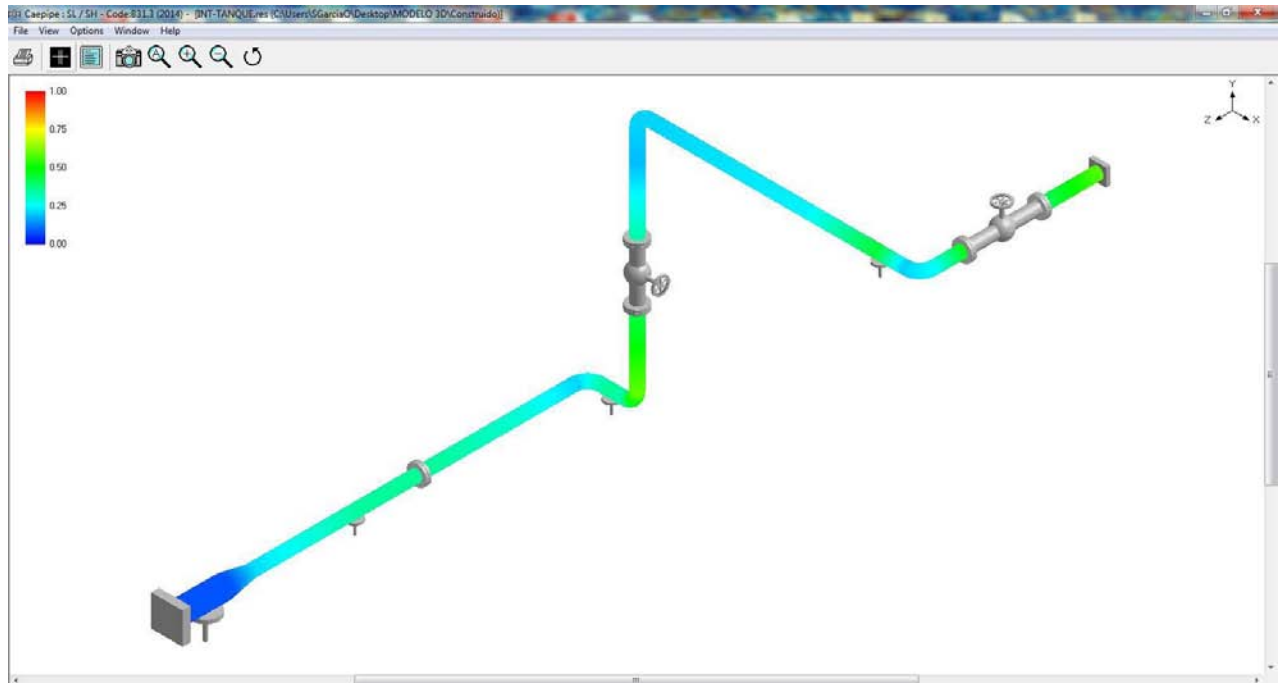 Caepipe : SL / SH - Code:B31.3 (2014) - [INT-TANQUE.res (C:\Users\SGarciaO\Desktop\MODELO 3D\Construido)]
File View Options Window Help
1.00
0.75
0.50
0.25
0.00
Y
Z X